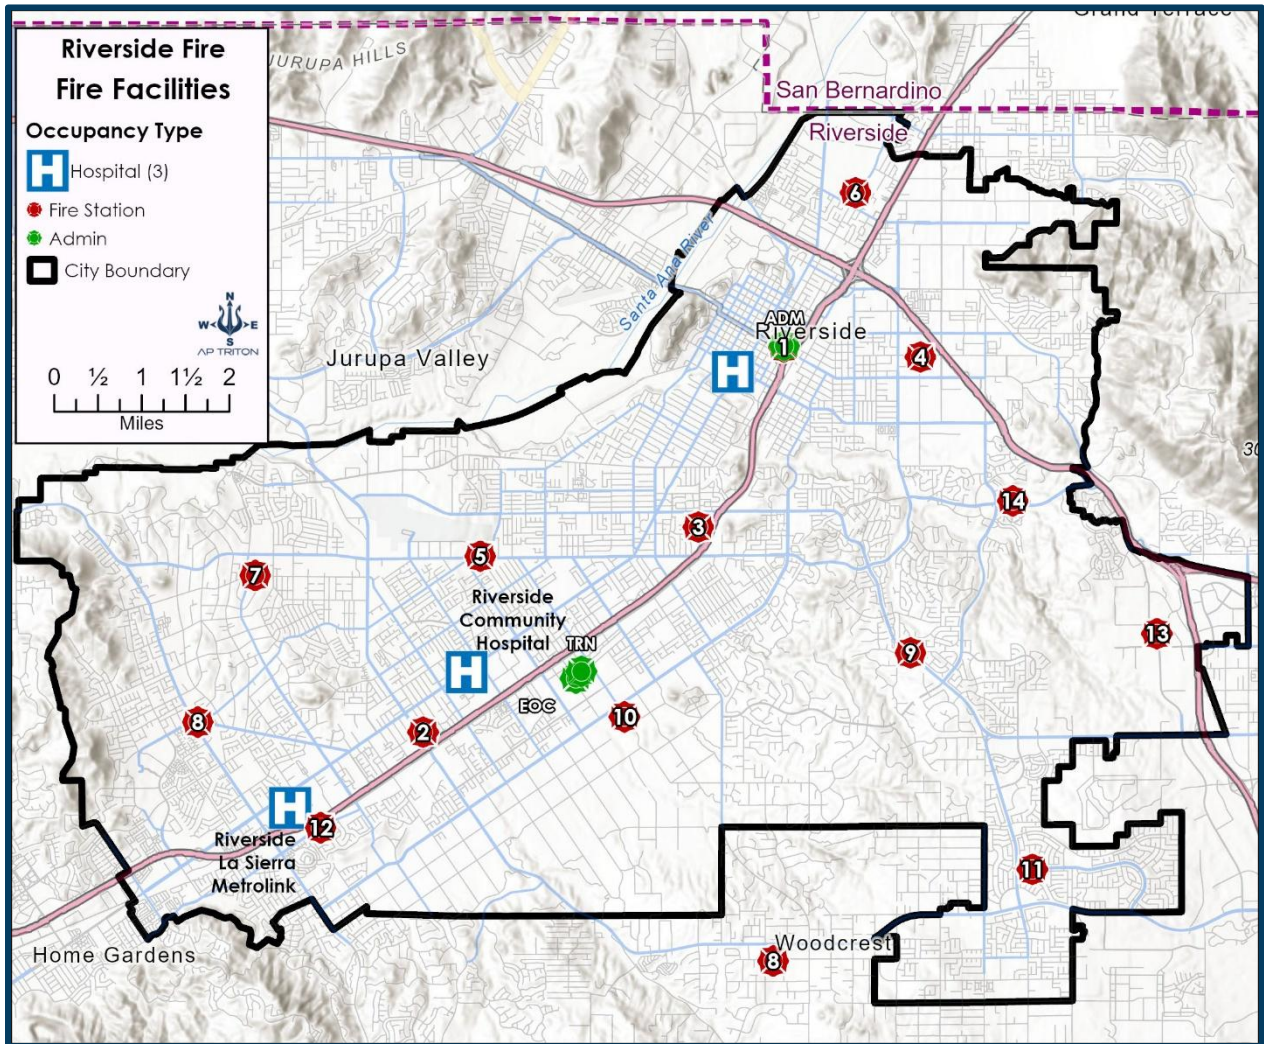 Grand Terrace
Riverside Fire
Fire Facilities
JURUPA HILLS
Occupancy Type
H Hospital (3)
Fire Station
Admin
City Boundary
N
W E
S
AP TRITON
0 ½ 1 1½ 2
Miles
San Bernardino
Riverside
6
Santa Ana River
ADM
Riverside
1
4
H
Jurupa Valley
3
14
5
7
Riverside
Community
Hospital
TRN
13
9
H
EOC
10
8
2
H
12
Riverside
La Sierra
Metrolink
11
Home Gardens
Woodcrest
8